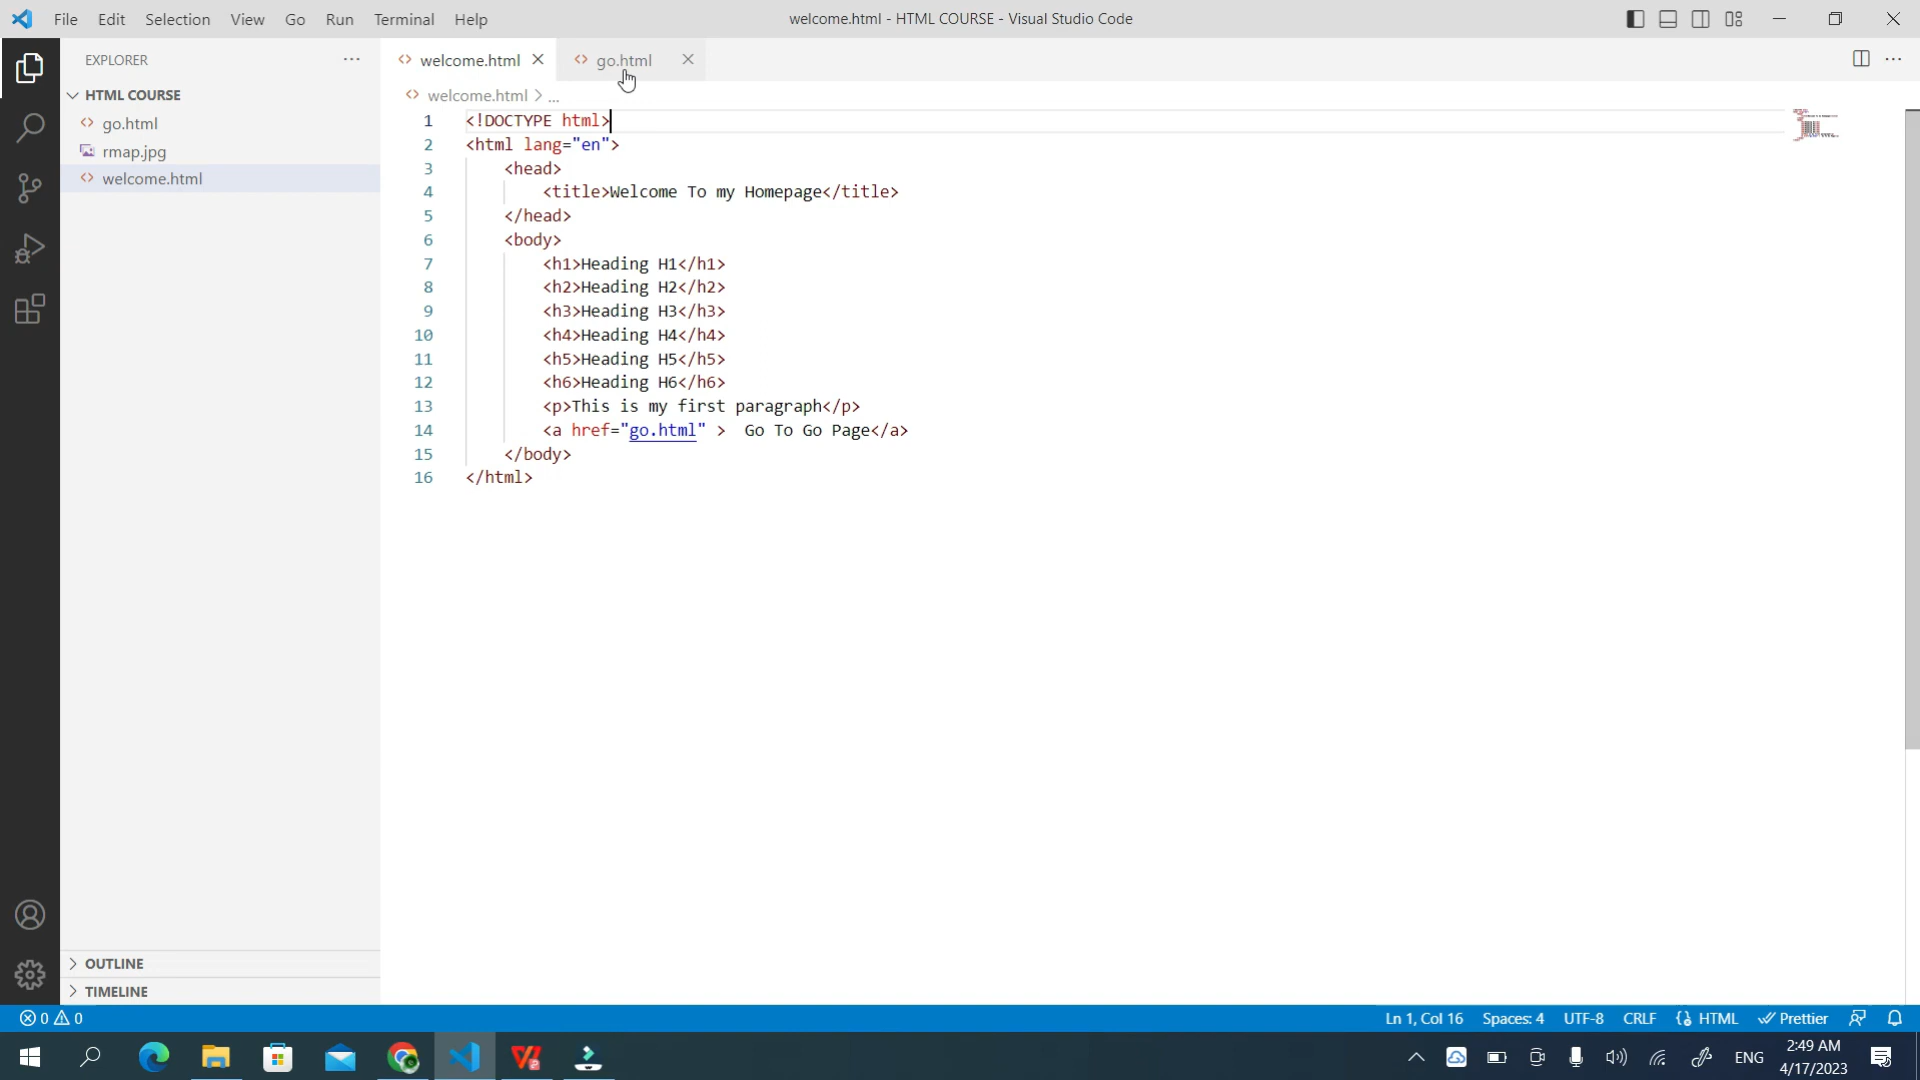 File Edit Selection View Go Run Terminal Help
welcome.html - HTML COURSE - Visual Studio Code
EXPLORER
HTML COURSE
go.html
rmap.jpg
welcome.html
OUTLINE
TIMELINE
welcome.html
go.html
welcome.html > ...
1 <!DOCTYPE html>
2 <html lang="en">
3 <head>
4 <title>Welcome To my Homepage</title>
5 </head>
6 <body>
7 <h1>Heading H1</h1>
8 <h2>Heading H2</h2>
9 <h3>Heading H3</h3>
10 <h4>Heading H4</h4>
11 <h5>Heading H5</h5>
12 <h6>Heading H6</h6>
13 <p>This is my first paragraph</p>
14 <a href="go.html" >  Go To Go Page</a>
15 </body>
16 </html>
0 0
Ln 1, Col 16 Spaces: 4 UTF-8 CRLF HTML Prettier
ENG
2:49 AM
4/17/2023